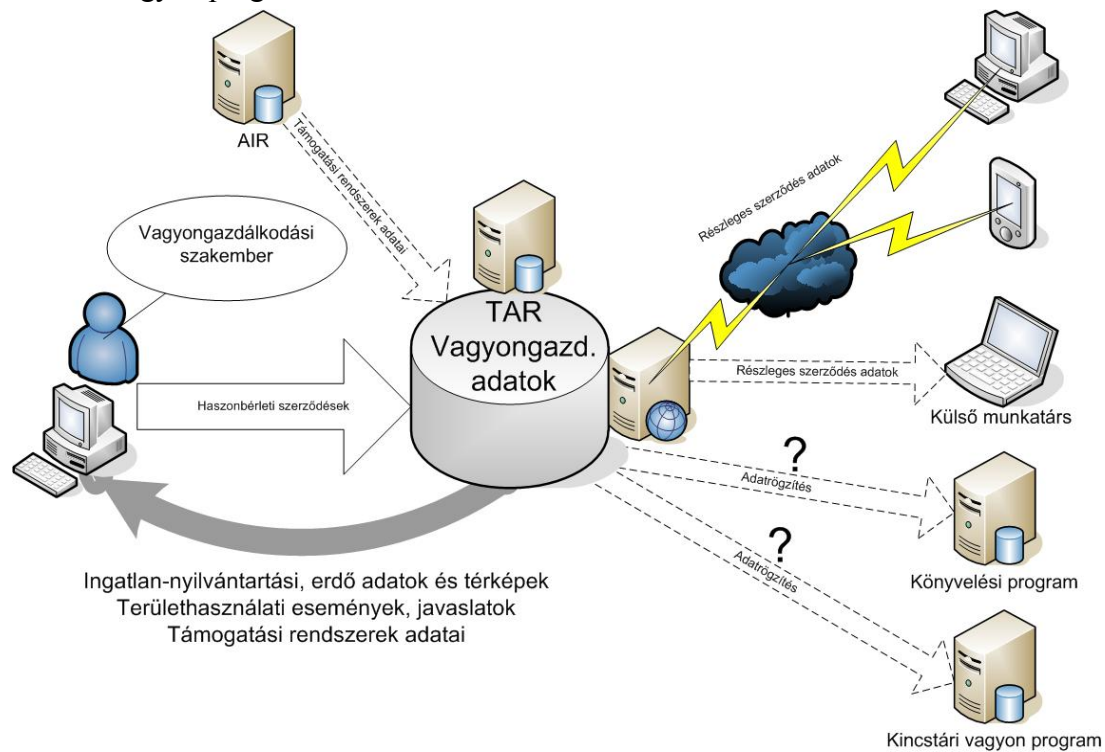 AIR
Támogatási rendszerek adatai
Vagyongazdálkodási
szakember
TAR
Vagyongazd.
adatok
Haszonbérleti szerződések
Részleges szerződés adatok
Részleges szerződés adatok
Külső munkatárs
?
Adatrögzítés
Könyvelési program
?
Adatrögzítés
Kincstári vagyon program
Ingatlan-nyilvántartási, erdő adatok és térképek
Területhasználati események, javaslatok
Támogatási rendszerek adatai